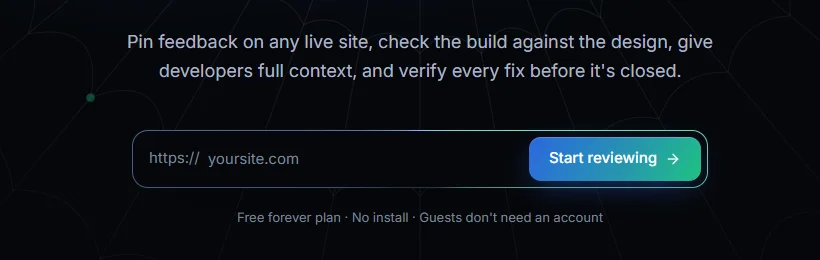 Pin feedback on any live site, check the build against the design, give
developers full context, and verify every fix before it's closed.
https:// yoursite.com
Start reviewing →
Free forever plan · No install · Guests don't need an account